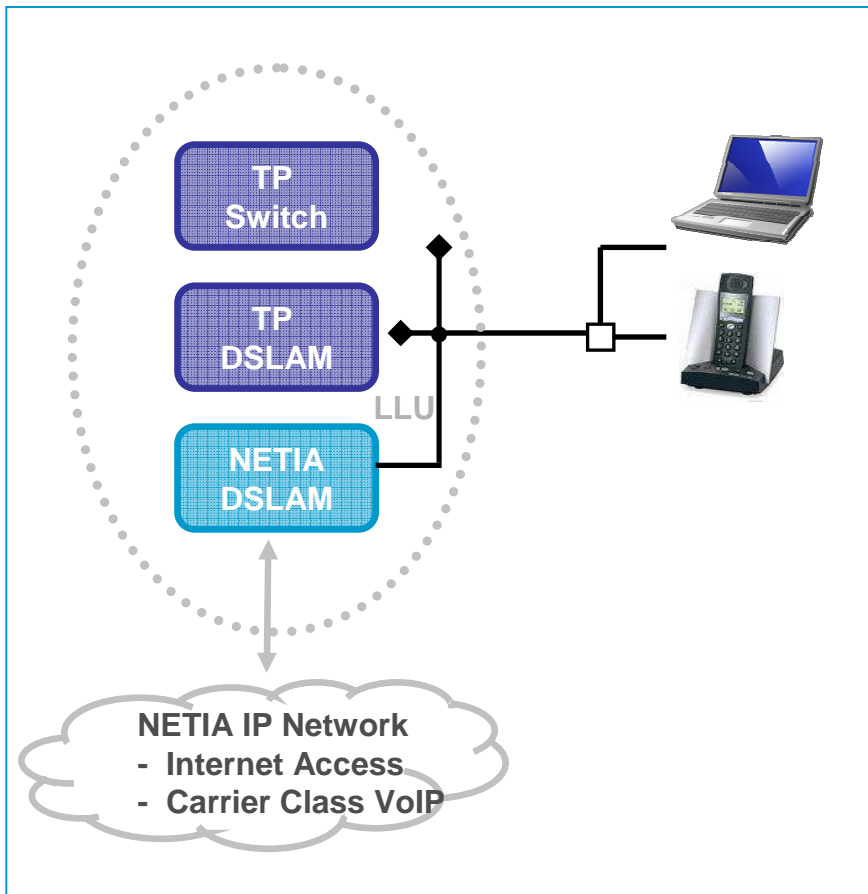 TP
Switch
TP
DSLAM
LLU
NETIA
DSLAM
NETIA IP Network
- Internet Access
- Carrier Class VoIP